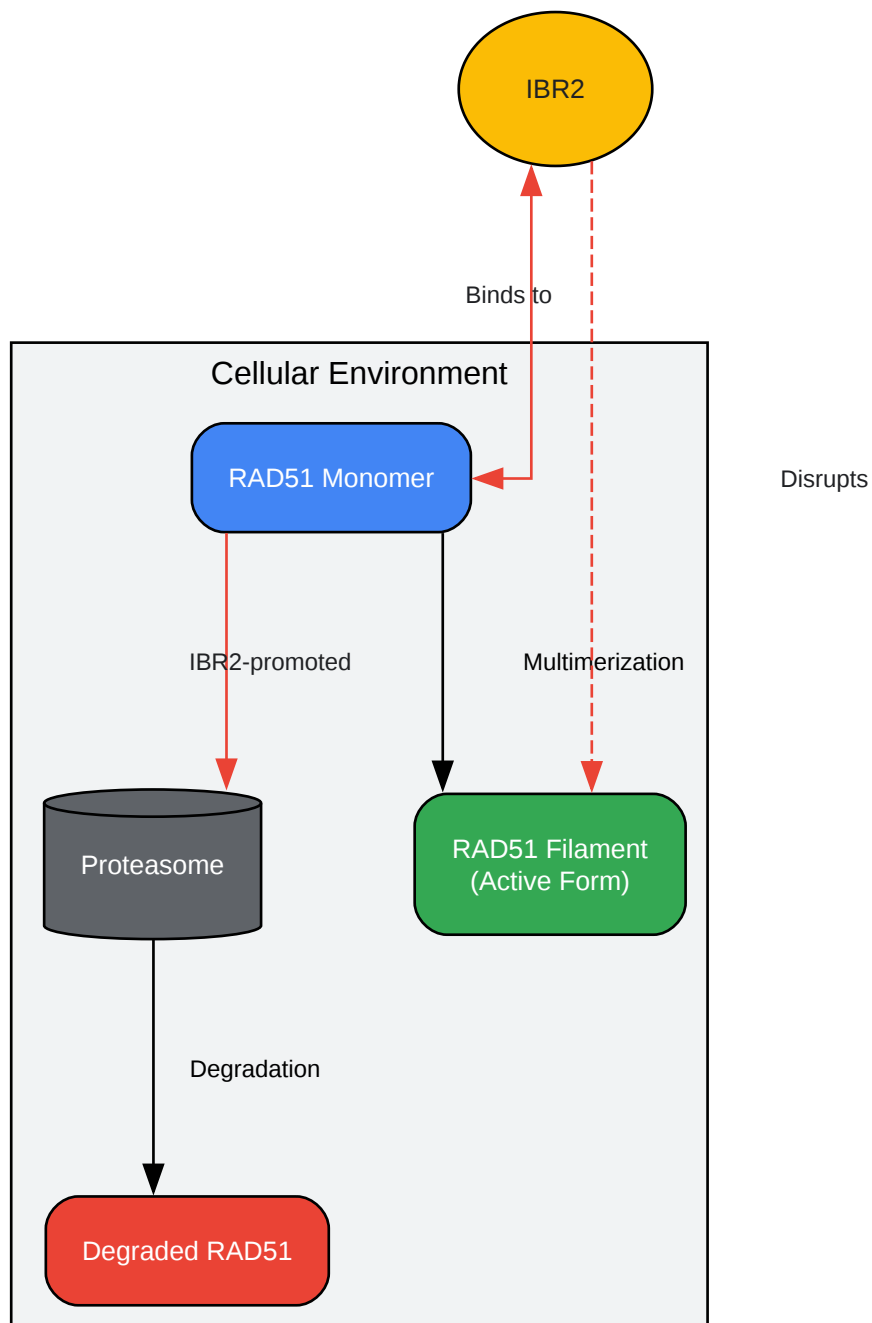 IBR2
Binds to
Cellular Environment
RAD51 Monomer
Disrupts
IBR2-promoted
Multimerization
Proteasome
RAD51 Filament
(Active Form)
Degradation
Degraded RAD51